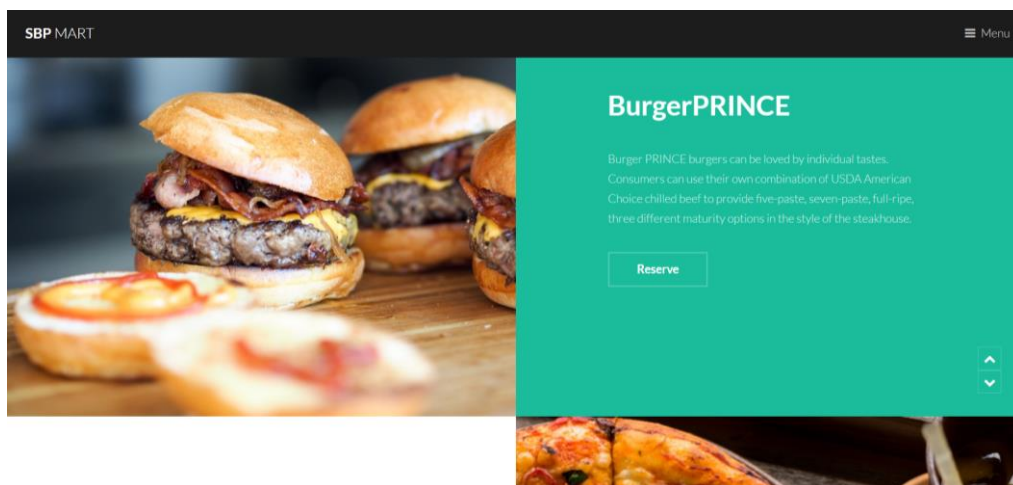 SBP MART
Menu
BurgerPRINCE
Burger PRINCE burgers can be loved by individual tastes.
Consumers can use their own combination of USDA American
Choice chilled beef to provide five-paste, seven-paste, full-ripe,
three different maturity options in the style of the steakhouse.
Reserve